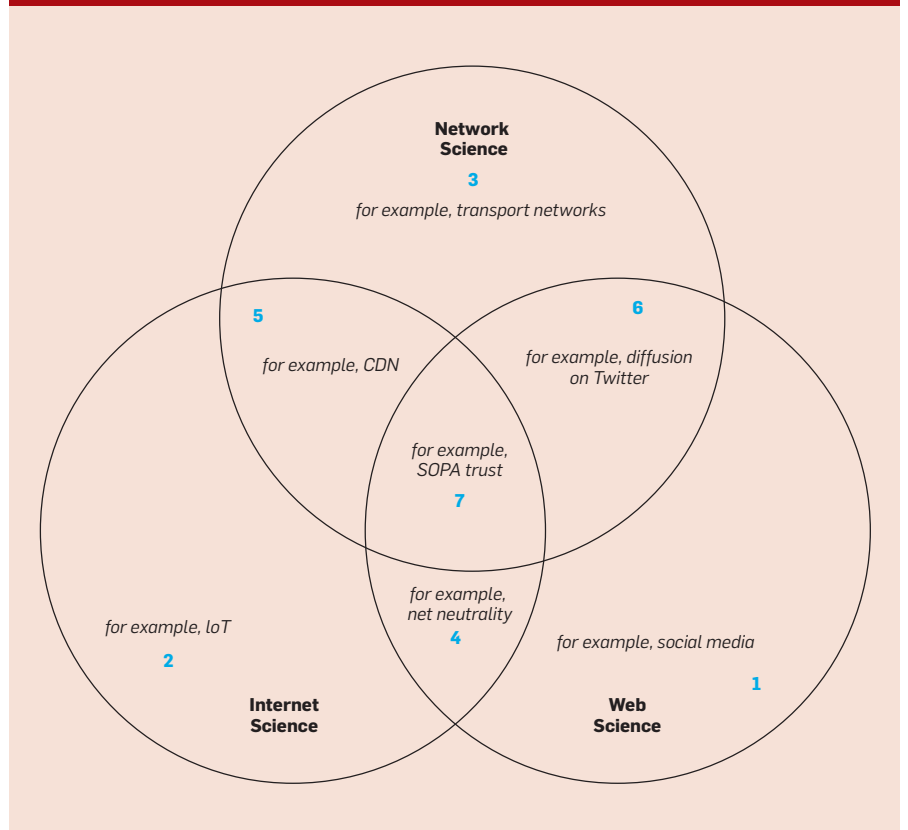 Network
Science
3
for example, transport networks
5
6
for example, CDN
for example, diffusion
on Twitter
for example,
SOPA trust
7
for example,
net neutrality
4
for example, loT
2
for example, social media
1
Internet
Science
Web
Science